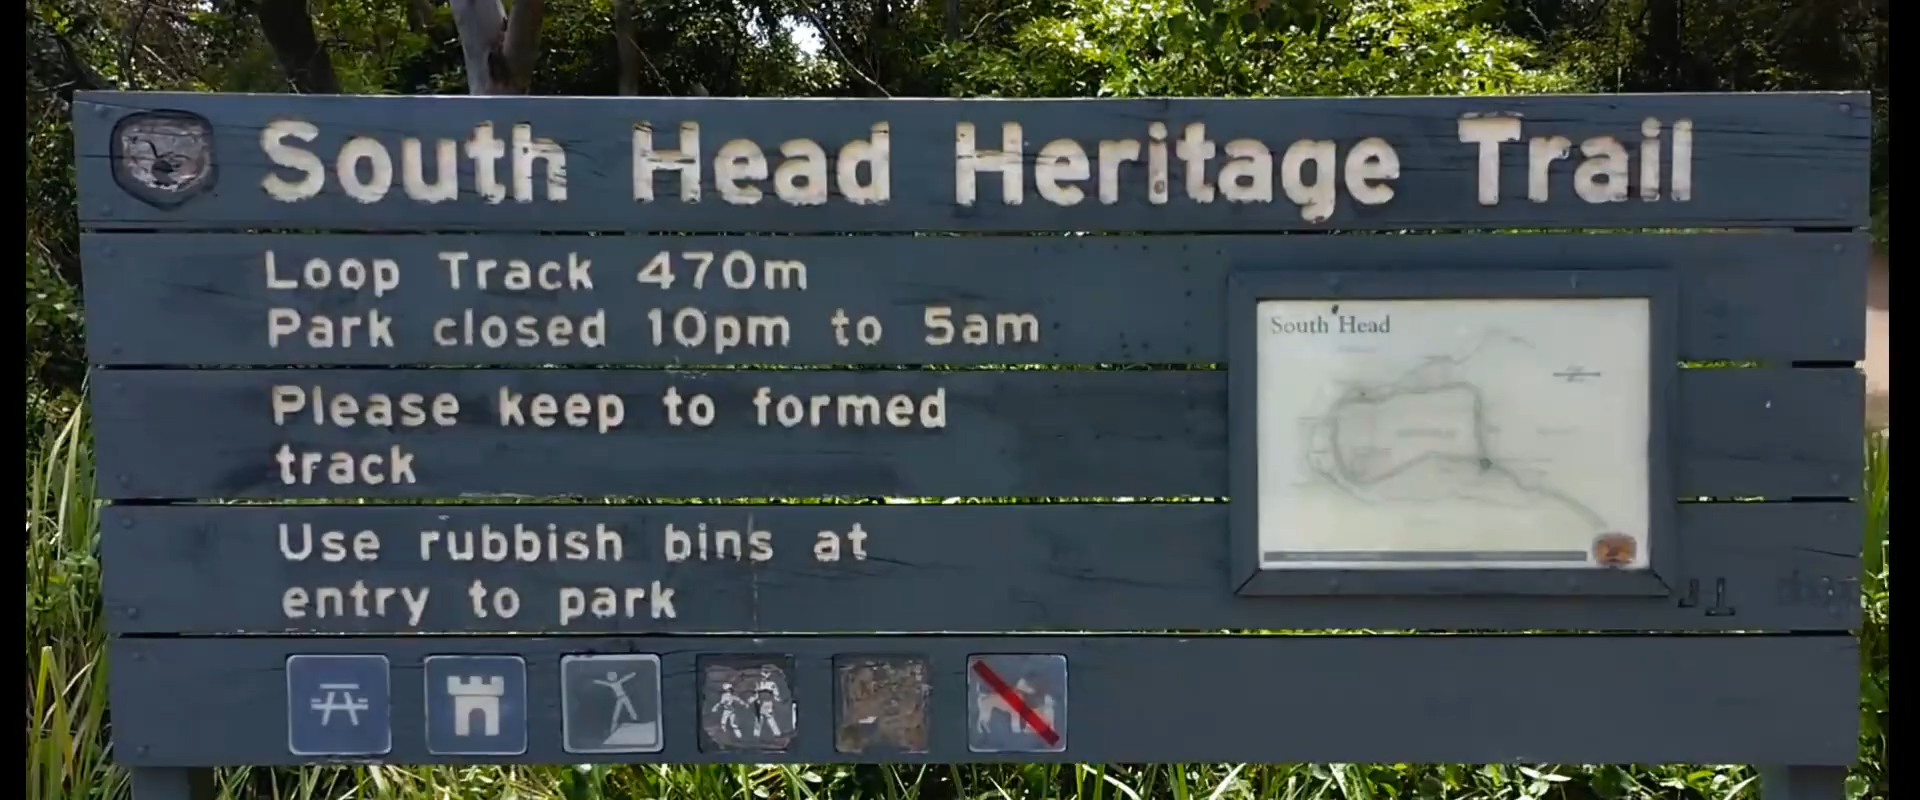 South Head Heritage Trail
Loop Track 470m
Park closed 10pm to 5am
Please keep to formed
track
Use rubbish bins at
entry to park
South Head